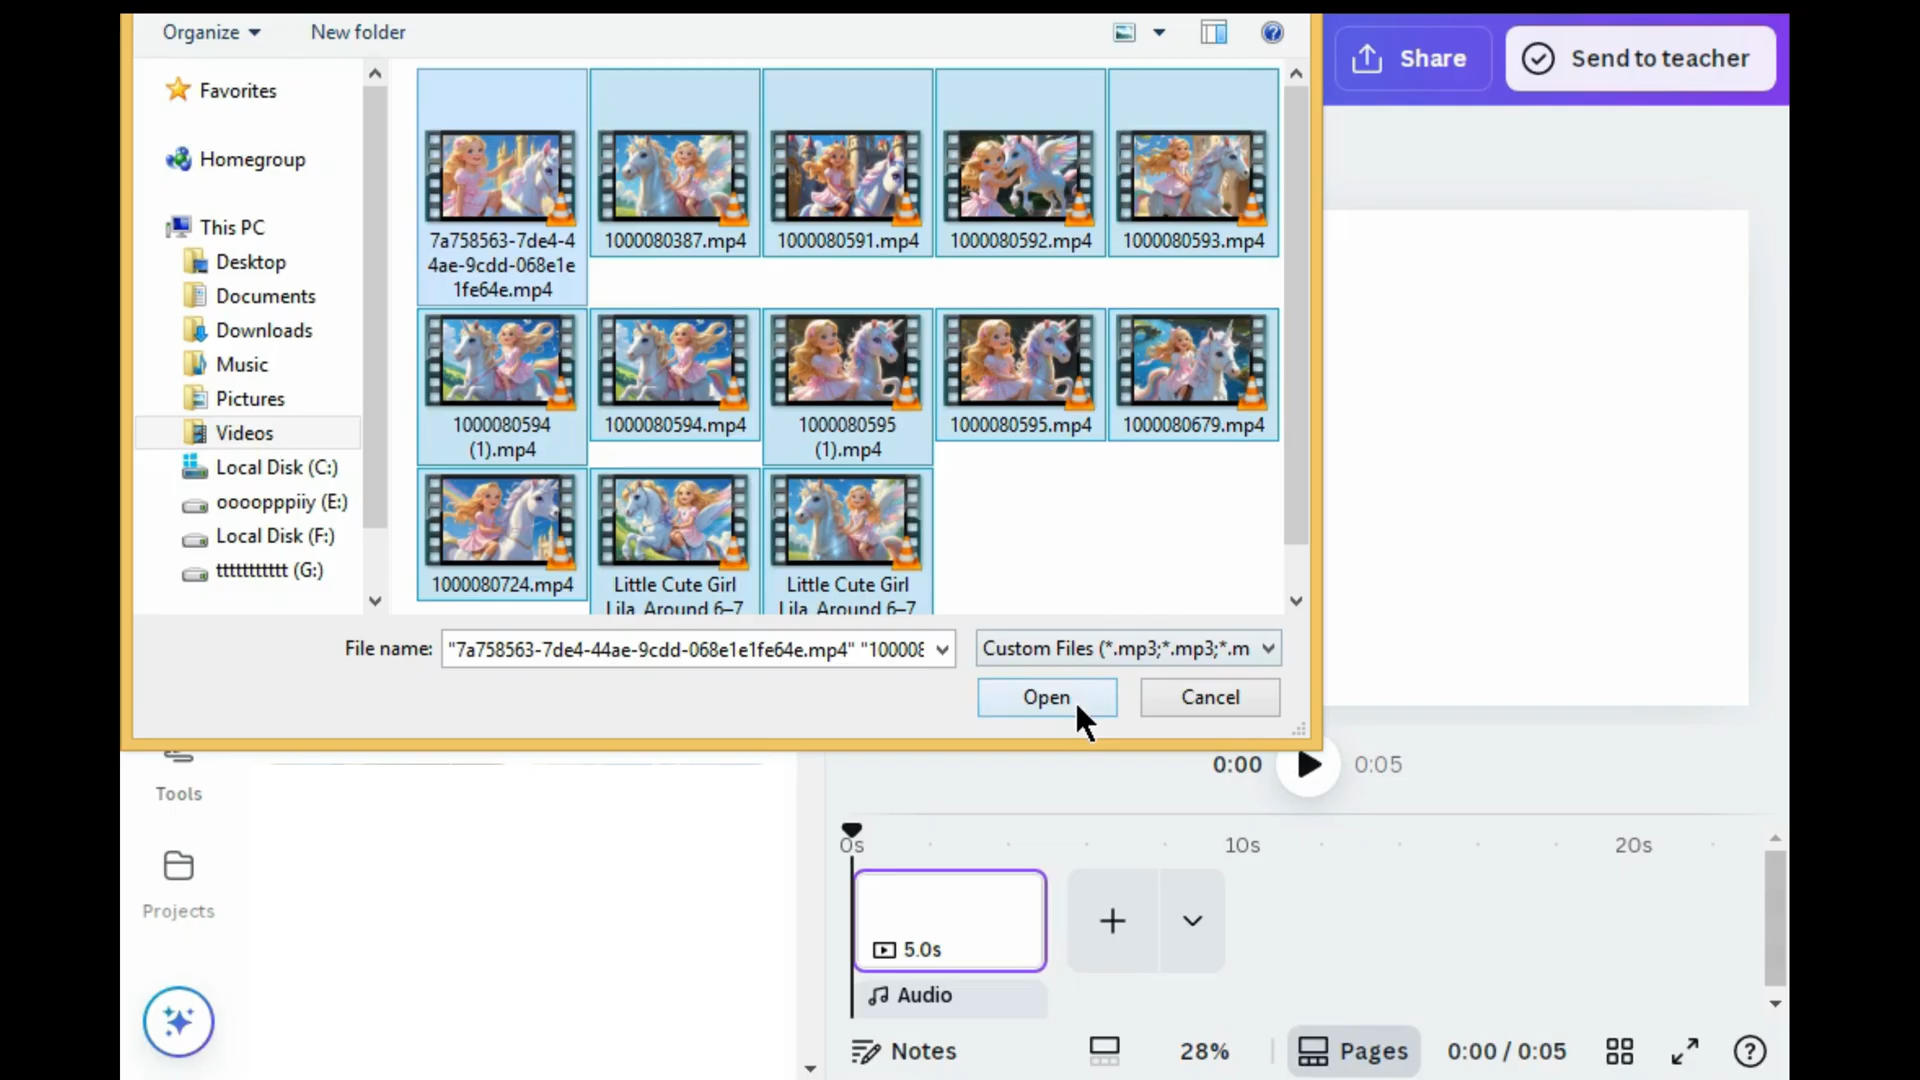 Organize
New folder
Share
Send to teacher
Favorites
Homegroup
This PC
Desktop
Documents
Downloads
Music
Pictures
Videos
Local Disk (C:)
oooopppiiy (E:)
Local Disk (F:)
ttttttttttt (G:)
7a758563-7de4-4
4ae-9cdd-068e1e
1fe64e.mp4
1000080387.mp4
1000080591.mp4
1000080592.mp4
1000080593.mp4
1000080594
(1).mp4
1000080594.mp4
1000080595
(1).mp4
1000080595.mp4
1000080679.mp4
1000080724.mp4
Little Cute Girl
Lila Around 6–7
Little Cute Girl
Lila Around 6–7
File name:
"7a758563-7de4-44ae-9cdd-068e1e1fe64e.mp4" "100008
Custom Files (*.mp3;*.mp3;*.m
Open
Cancel
0:00
0:05
Tools
Projects
0s
10s
20s
5.0s
Audio
Notes
28%
Pages
0:00 / 0:05